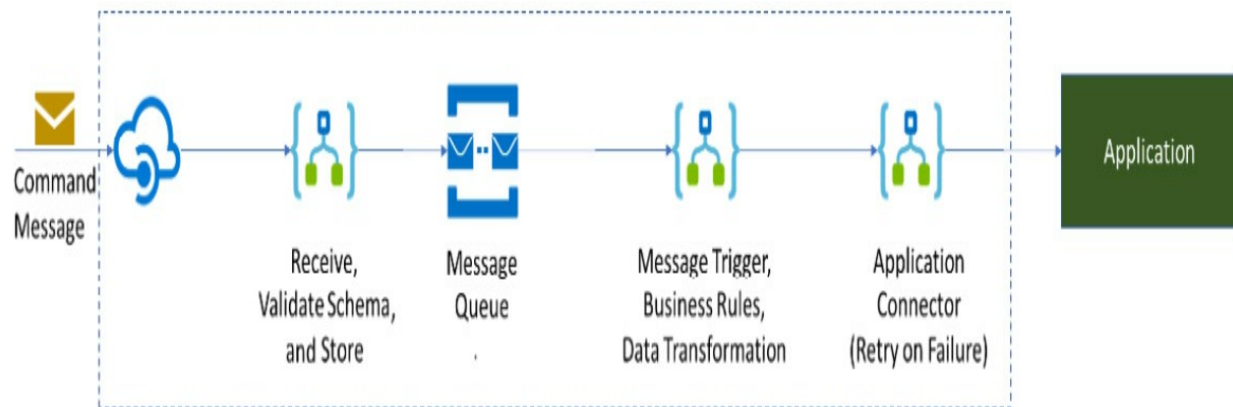 Command
Message
Receive,
Validate Schema,
and Store
Message
Queue
.
Message Trigger,
Business Rules,
Data Transformation
Application
Connector
(Retry on Failure)
Application